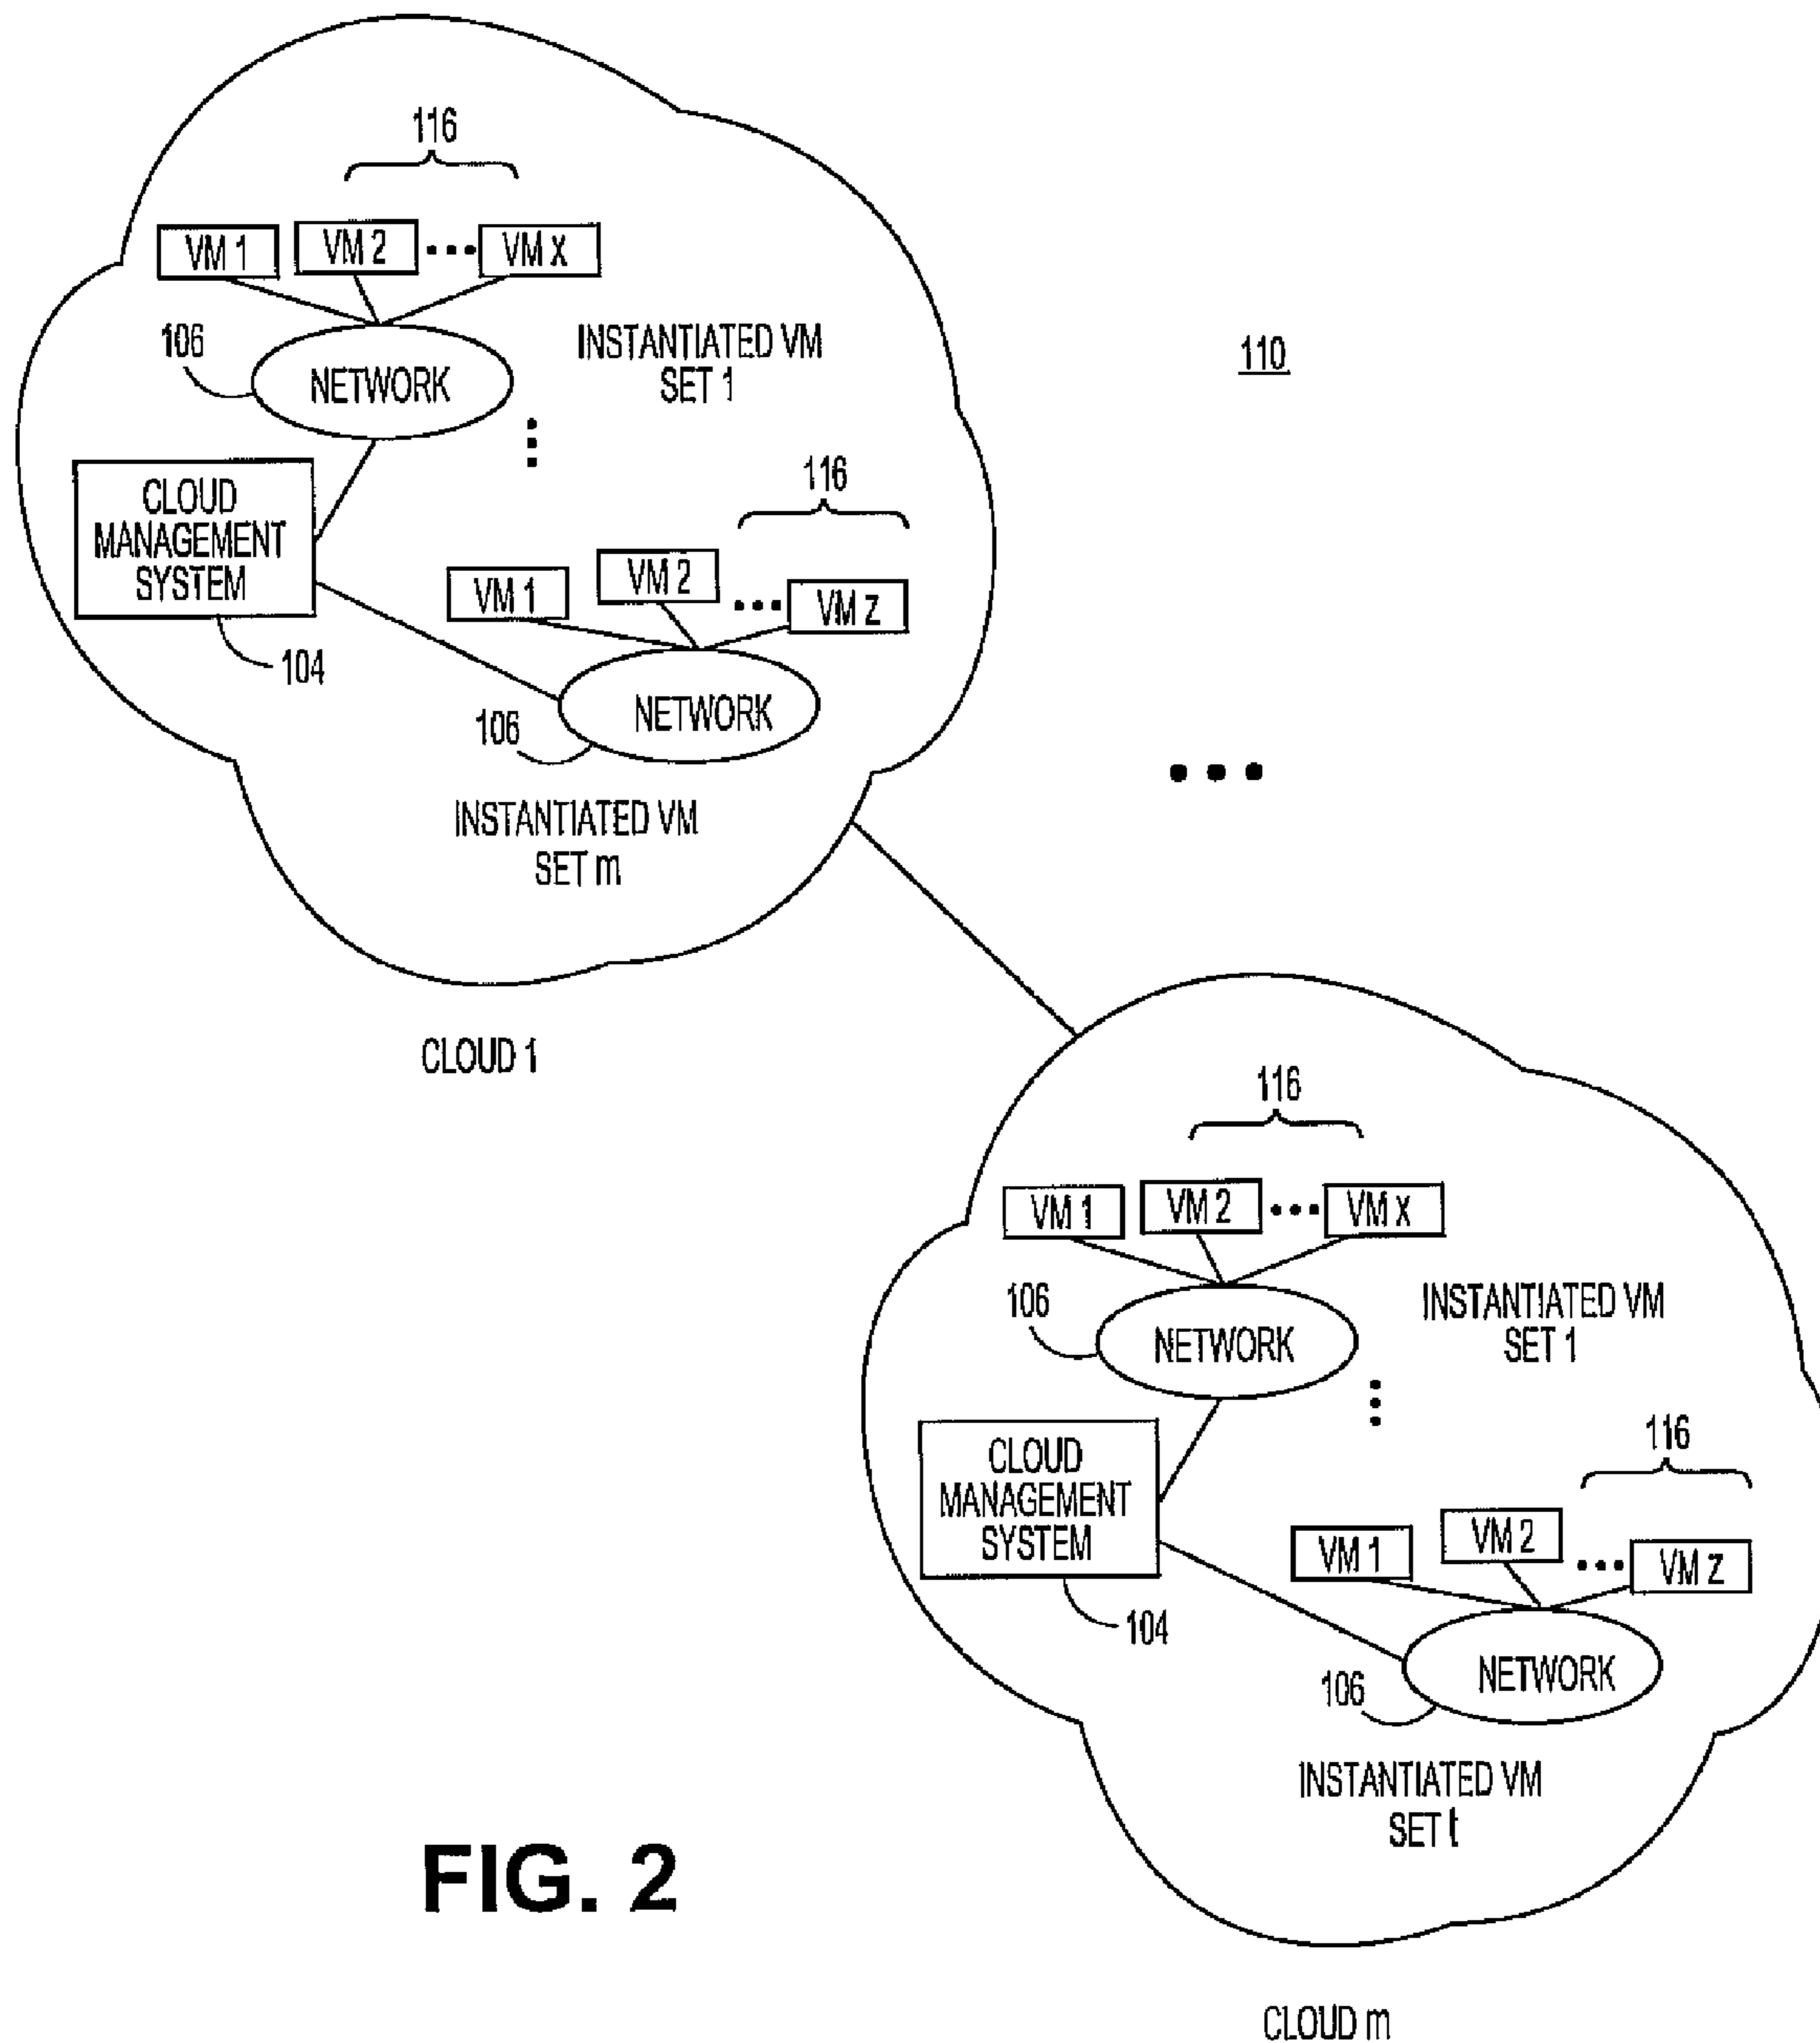 116
VM 1
VM 2
VM X
106
NETWORK
INSTANTIATED VM
SET 1
110
CLOUD
MANAGEMENT
SYSTEM
104
116
VM 1
VM 2
VM Z
106
NETWORK
INSTANTIATED VM
SET m
CLOUD 1
116
VM 1
VM 2
VM X
106
NETWORK
INSTANTIATED VM
SET 1
CLOUD
MANAGEMENT
SYSTEM
104
116
VM 1
VM 2
VM Z
106
NETWORK
INSTANTIATED VM
SET t
FIG. 2
CLOUD m